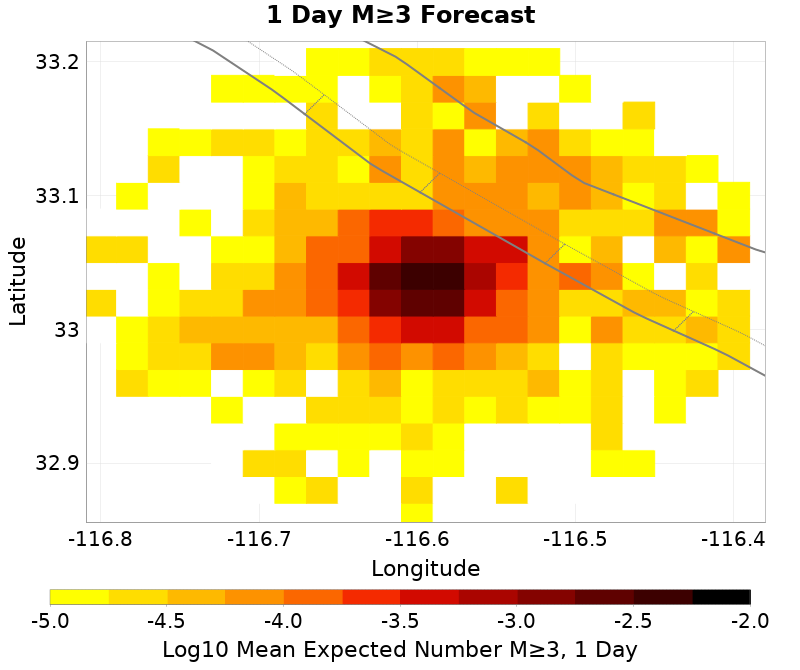 1 Day M≥3 Forecast
33.2
33.1
33
32.9
Latitude
-116.8 -116.7 -116.6 -116.5 -116.4
Longitude
-5.0 -4.5 -4.0 -3.5 -3.0 -2.5 -2.0
Log10 Mean Expected Number M≥3, 1 Day